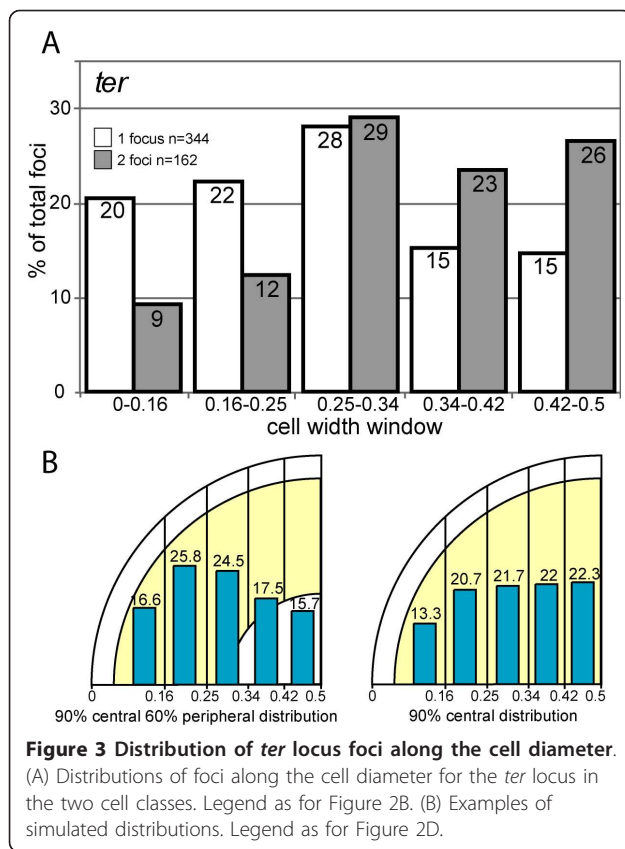 A
ter
1 focus n=344
2 foci n=162
% of total foci
30
20
10
0
20
9
22
12
28
29
15
23
15
26
0-0.16 0.16-0.25 0.25-0.34 0.34-0.42 0.42-0.5
cell width window
B
16.6 25.8 24.5 17.5 15.7
0 0.16 0.25 0.34 0.42 0.5
90% central 60% peripheral distribution
13.3 20.7 21.7 22 22.3
0 0.16 0.25 0.34 0.42 0.5
90% central distribution
Figure 3 Distribution of ter locus foci along the cell diameter.
(A) Distributions of foci along the cell diameter for the ter locus in
the two cell classes. Legend as for Figure 2B. (B) Examples of
simulated distributions. Legend as for Figure 2D.